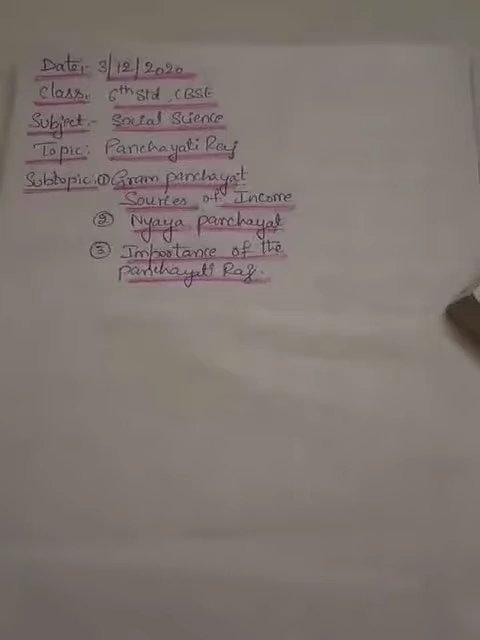 Date:- 3/12/2020
Class:- 6th Std, CBSE
Subject:- Social Science
Topic: Panchayati Raj
Subtopic: ① Gram panchayat
Sources of Income
② Nyaya panchayat
③ Importance of the
panchayati Raj.